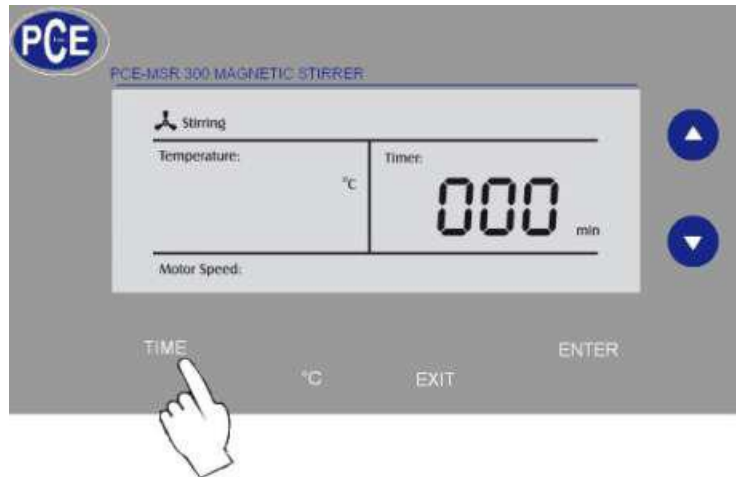 PCE
PCE-MSR 300 MAGNETIC STIRRER
Stirring
Temperature:
Timer:
°C
000 min
Motor Speed:
TIME
ENTER
°C
EXIT